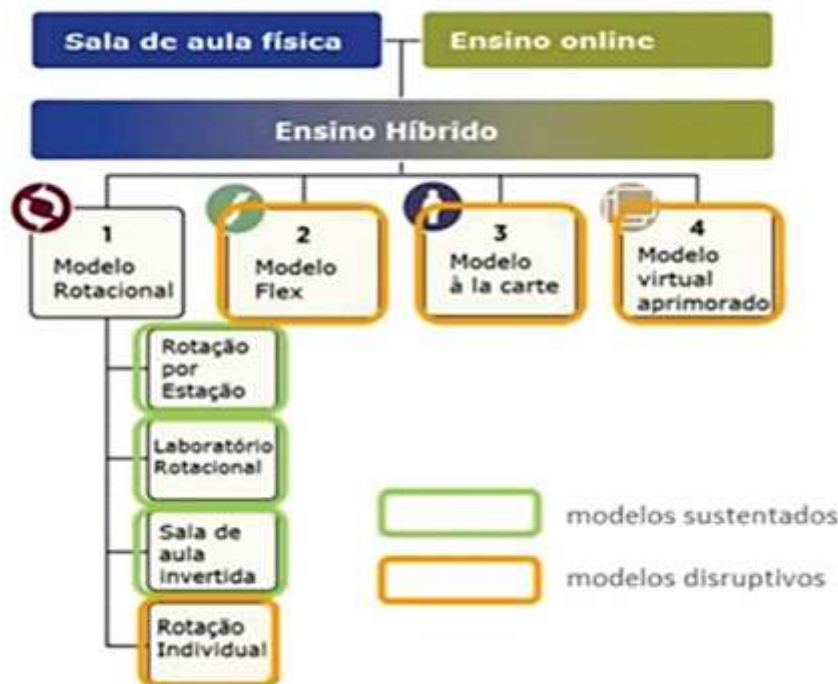 Sala de aula física
Ensino online
Ensino Híbrido
1
Modelo
Rotacional
2
Modelo
Flex
3
Modelo
à la carte
4
Modelo
virtual
aprimorado
Rotação
por
Estação
Laboratório
Rotacional
Sala de
aula
invertida
Rotação
Individual
modelos sustentados
modelos disruptivos